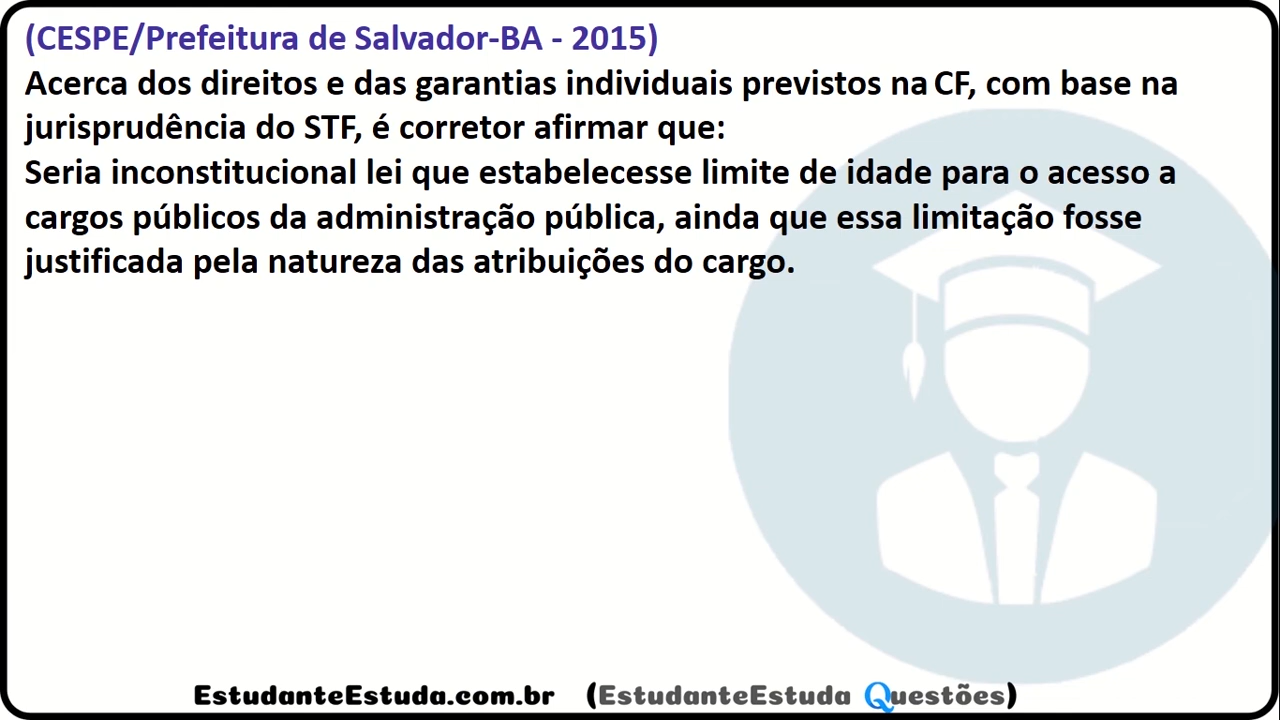 (CESPE/Prefeitura de Salvador-BA - 2015)
Acerca dos direitos e das garantias individuais previstos na CF, com base na
jurisprudência do STF, é corretor afirmar que:
Seria inconstitucional lei que estabelecesse limite de idade para o acesso a
cargos públicos da administração pública, ainda que essa limitação fosse
justificada pela natureza das atribuições do cargo.
EstudanteEstuda.com.br (EstudanteEstuda Questões)